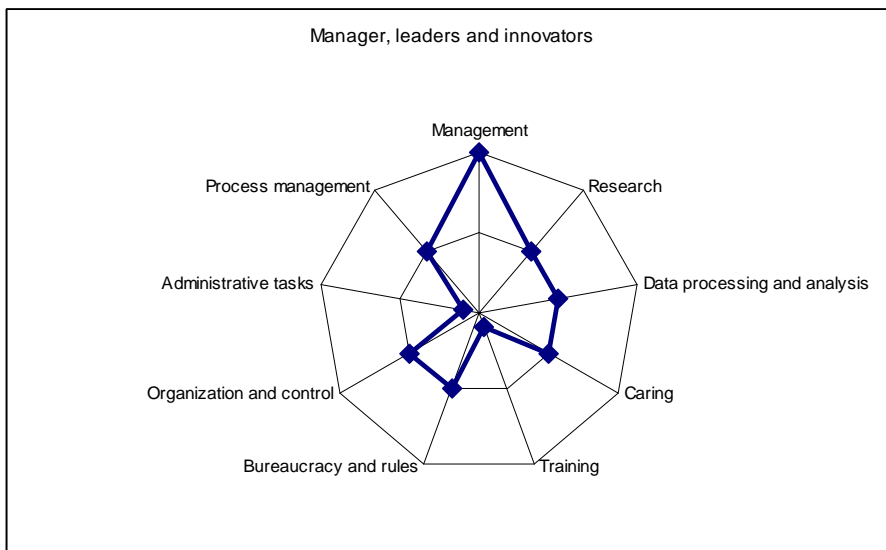 Manager, leaders and innovators
Management
Process management
Research
Administrative tasks
Data processing and analysis
Organization and control
Caring
Bureaucracy and rules
Training